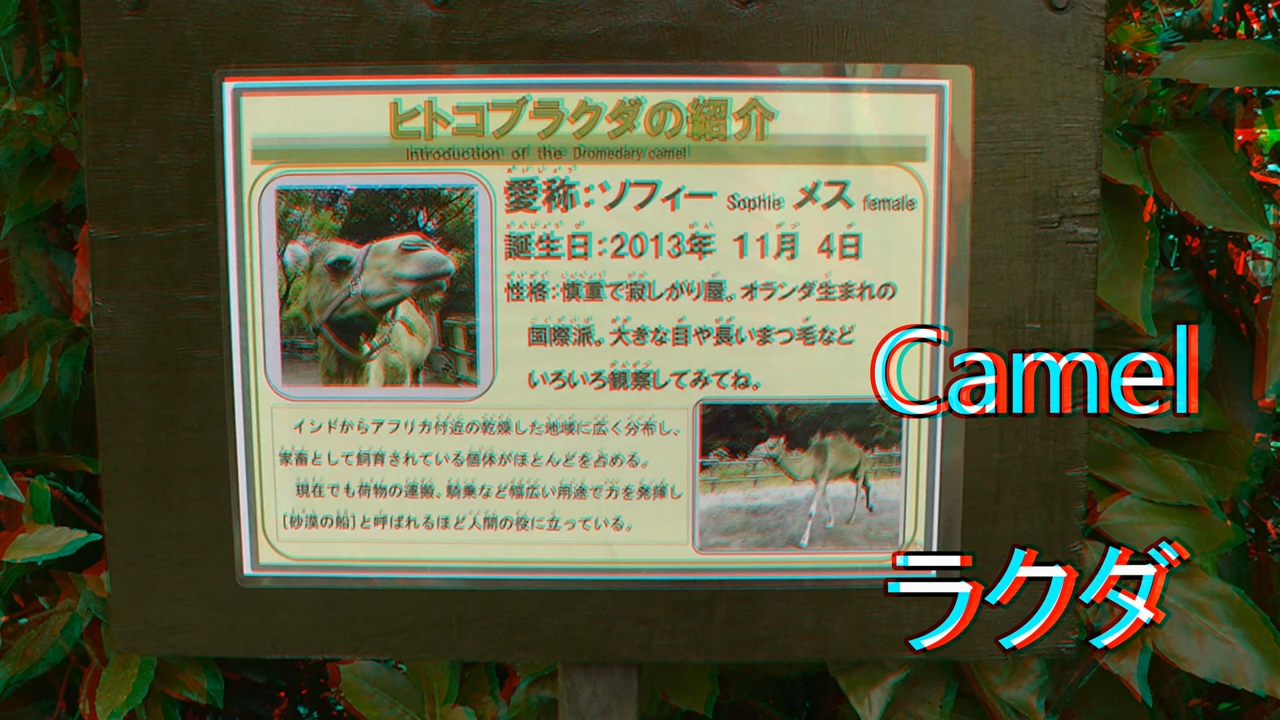 ヒトコブラクダの紹介
Introduction of the Dromedary camel
愛称:ソフィー Sophie メス female
誕生日:2013年 11月 4日
性格:慎重で寂しがり屋。オランダ生まれの
国際派。大きな目や長いまつ毛など
いろいろ観察してみてね。
インドからアフリカ付近の乾燥した地域に広く分布し、
家畜として飼育されている個体がほとんどを占める。
現在でも荷物の運搬、騎乗など幅広い用途で力を発揮し
[砂漠の船]と呼ばれるほど人間の役に立っている。
Camel
ラクダ